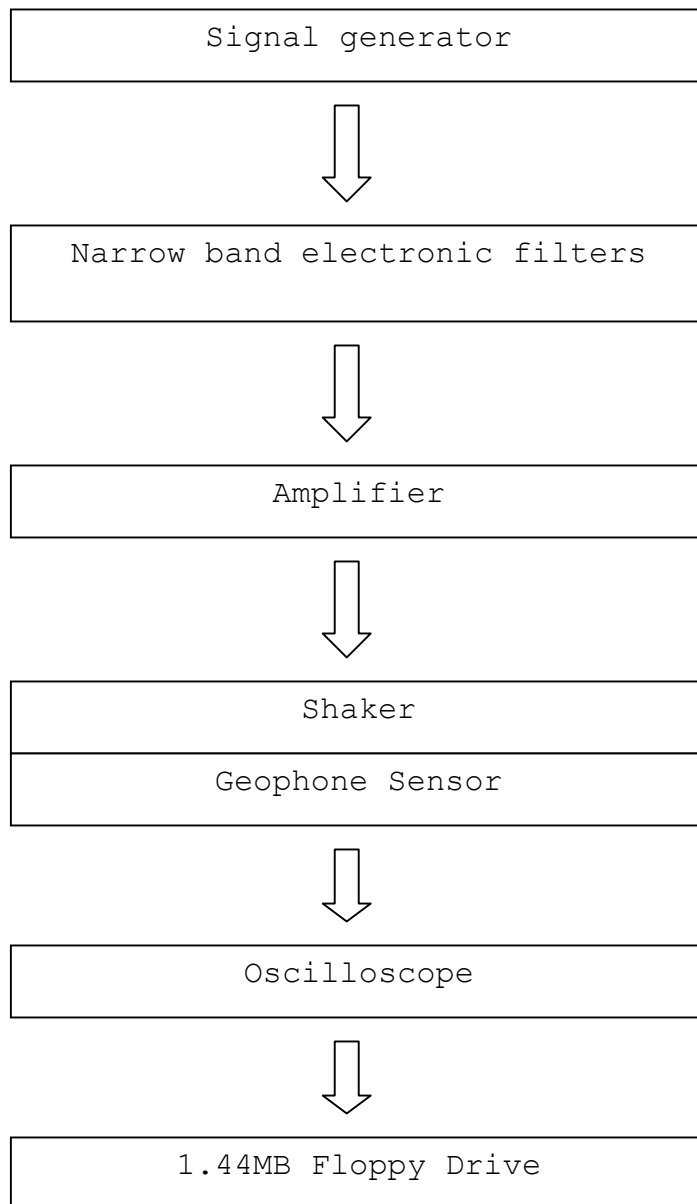 Signal generator
Narrow band electronic filters
Amplifier
Shaker
Geophone Sensor
Oscilloscope
1.44MB Floppy Drive